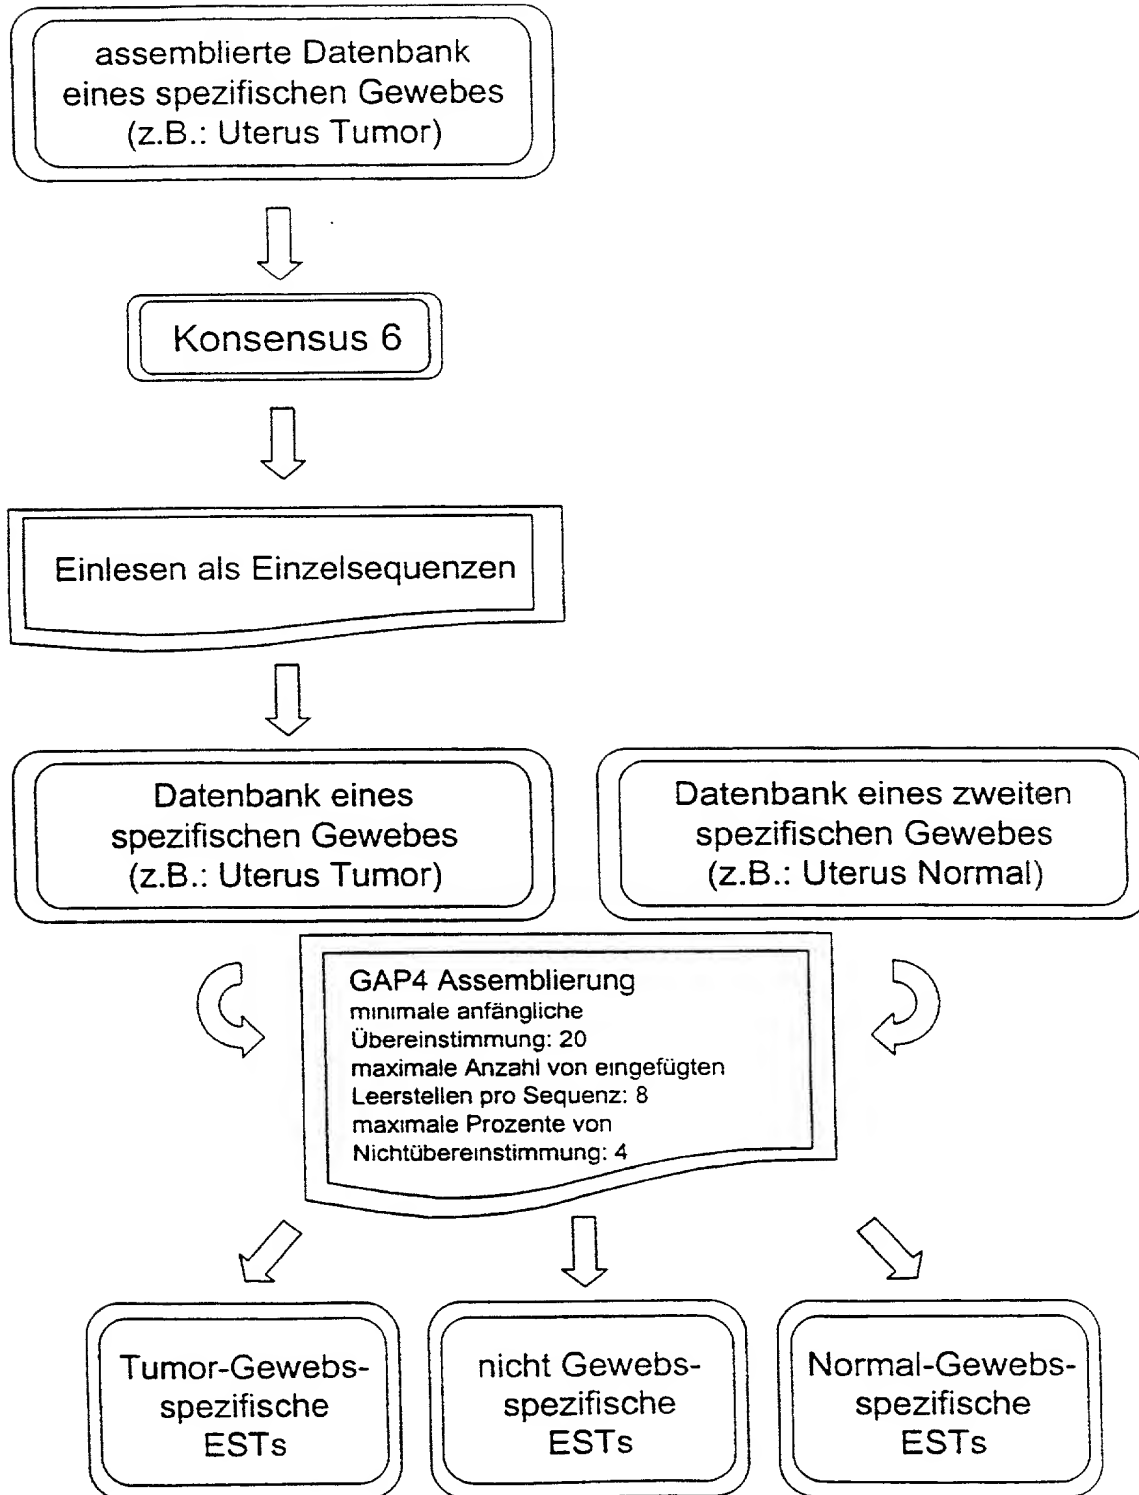 assemblierte Datenbank
eines spezifischen Gewebes
(z.B.: Uterus Tumor)
Konsensus 6
Einlesen als Einzelsequenzen
Datenbank eines
spezifischen Gewebes
(z.B.: Uterus Tumor)
Datenbank eines zweiten
spezifischen Gewebes
(z.B.: Uterus Normal)
GAP4 Assemblierung
minimale anfängliche
Übereinstimmung: 20
maximale Anzahl von eingefügten
Leerstellen pro Sequenz: 8
maximale Prozente von
Nichtübereinstimmung: 4
Tumor-Gewebs-
spezifische
ESTs
nicht Gewebs-
spezifische
ESTs
Normal-Gewebs-
spezifische
ESTs